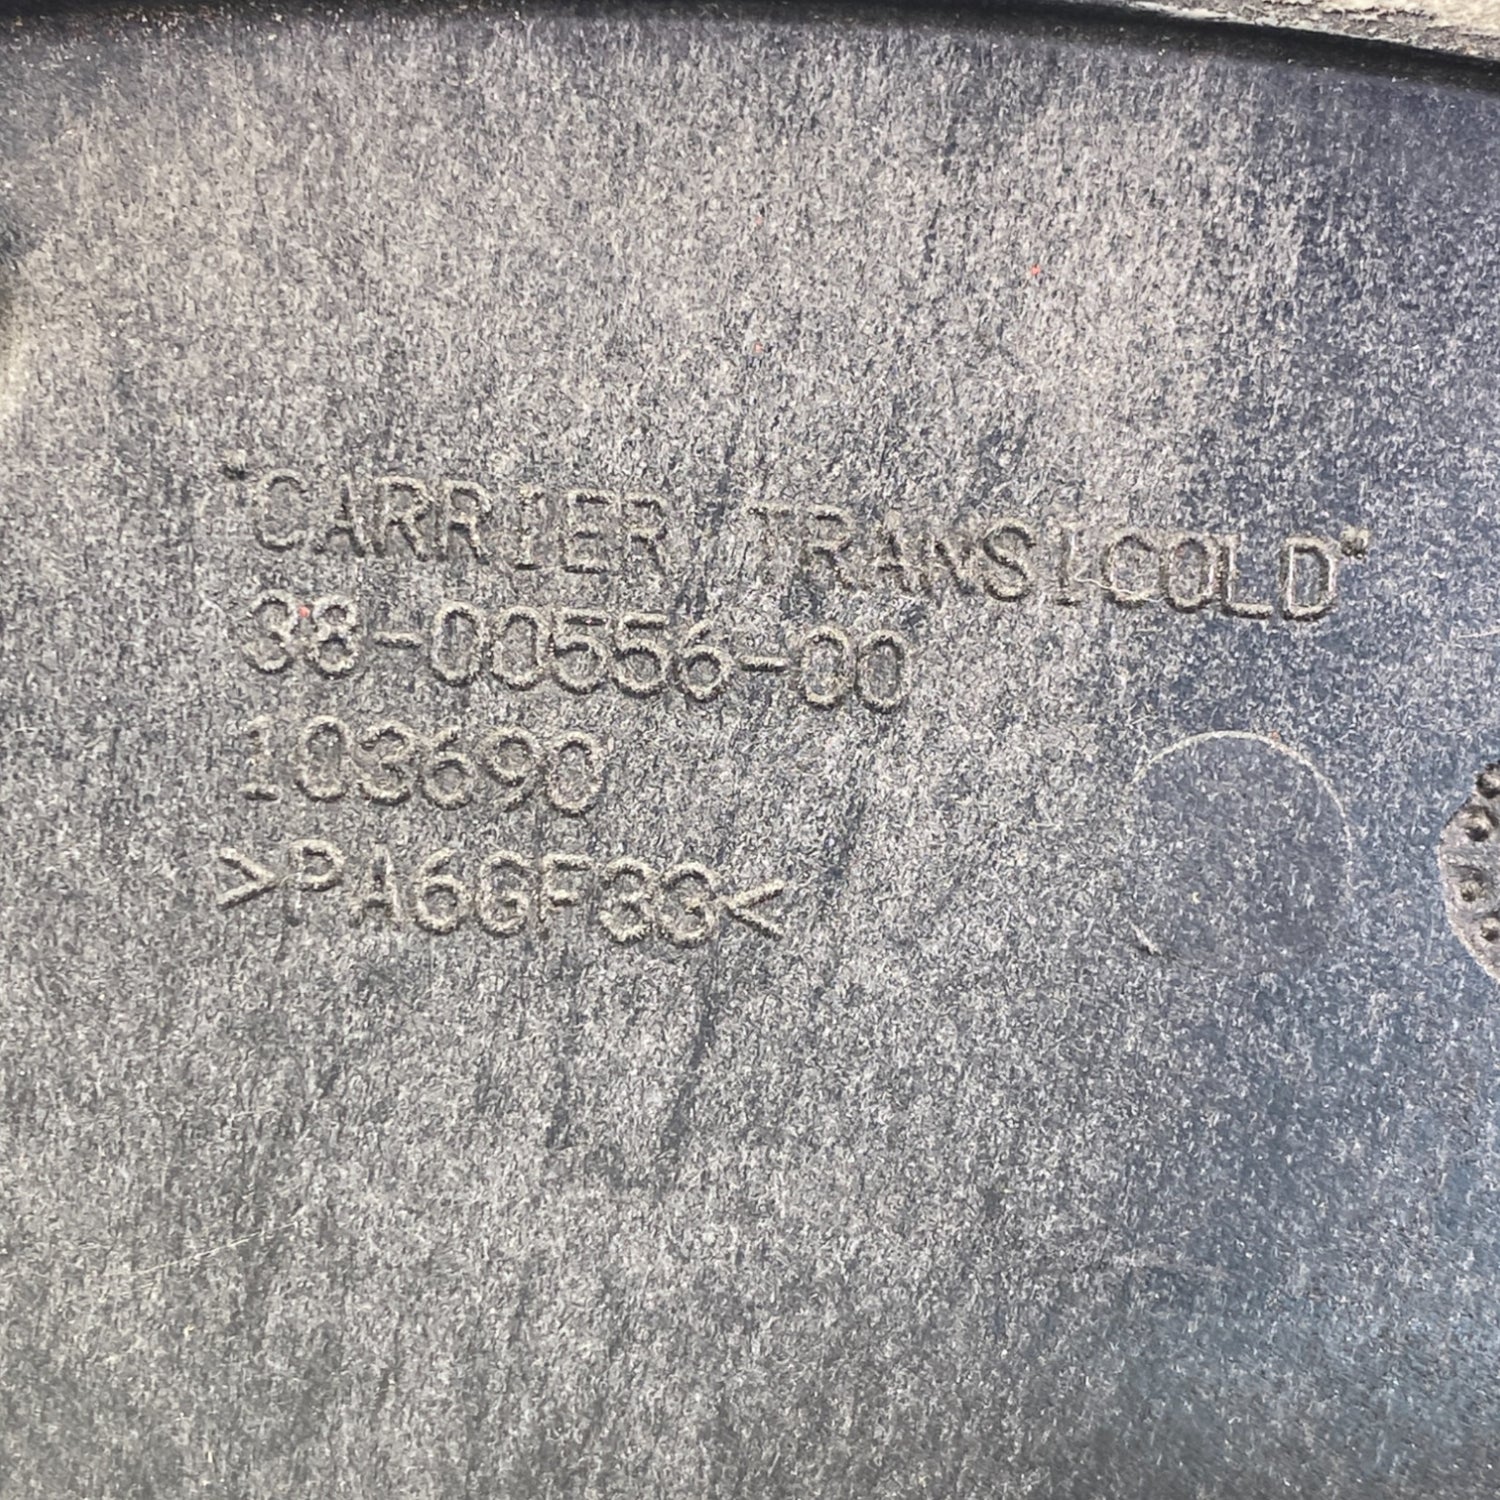 "CARRIER TRANSICOLD"
38-00556-00
103690
>PA6GF33<